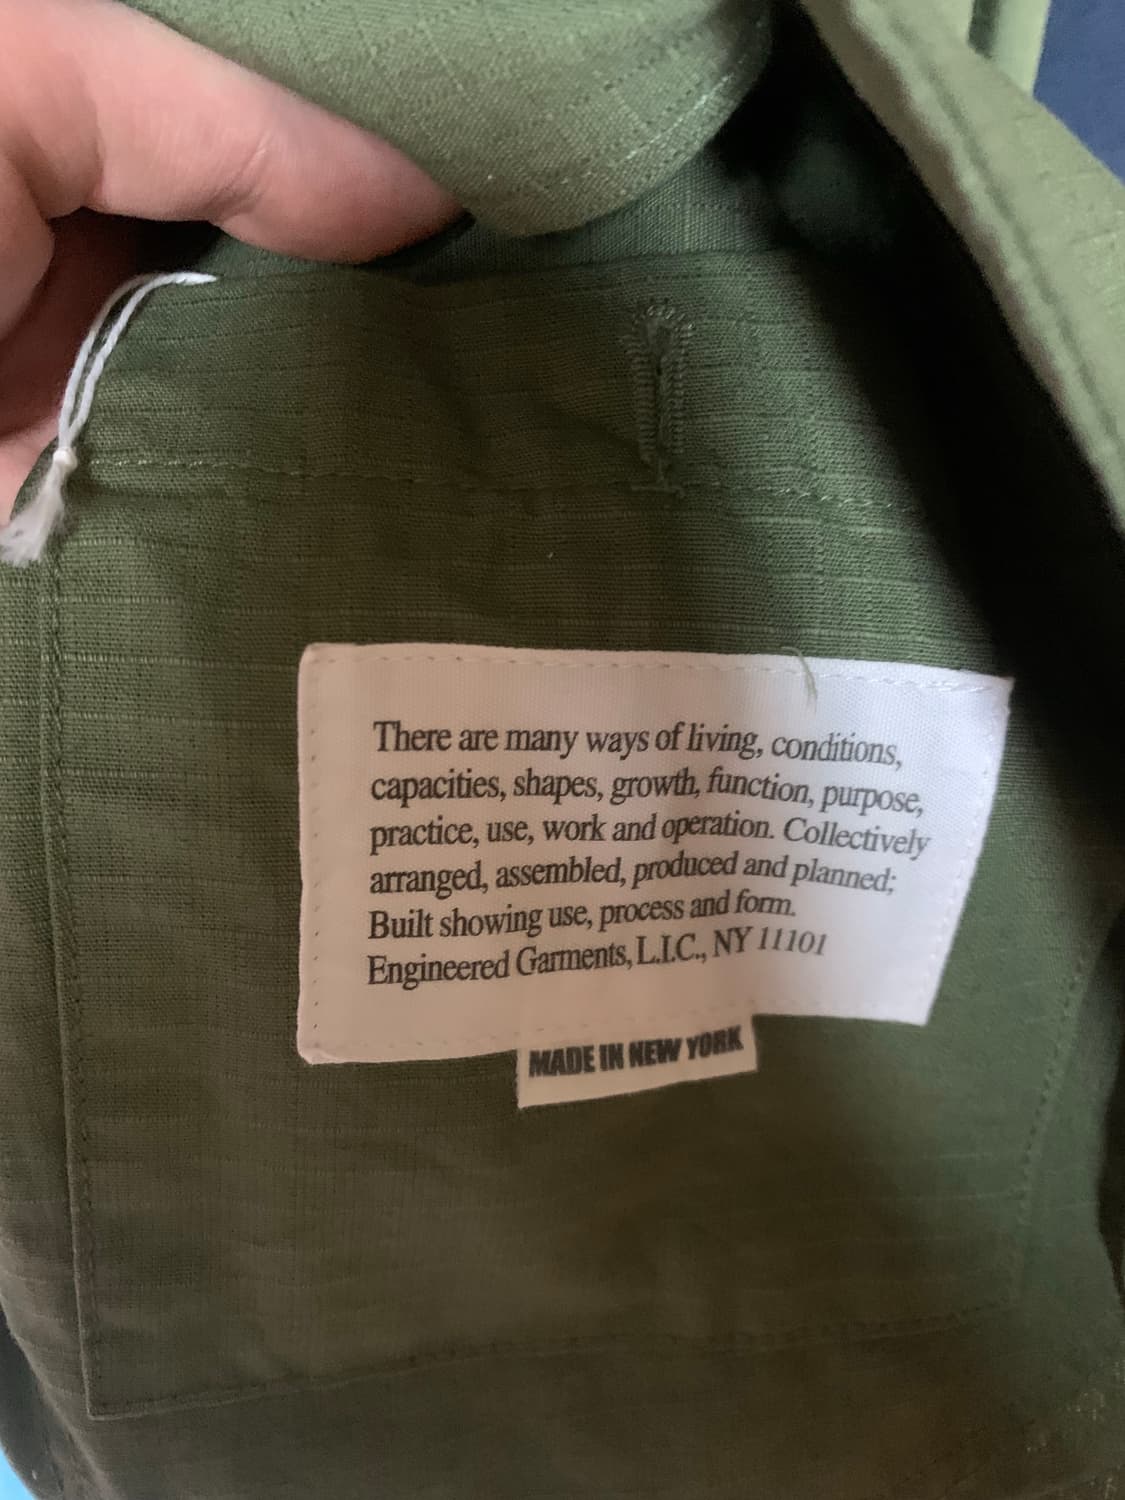 There are many ways of living, conditions,
capacities, shapes, growth, function, purpose,
practice, use, work and operation. Collectively
arranged, assembled, produced and planned;
Built showing use, process and form.
Engineered Garments, L.I.C., NY 11101
MADE IN NEW YORK